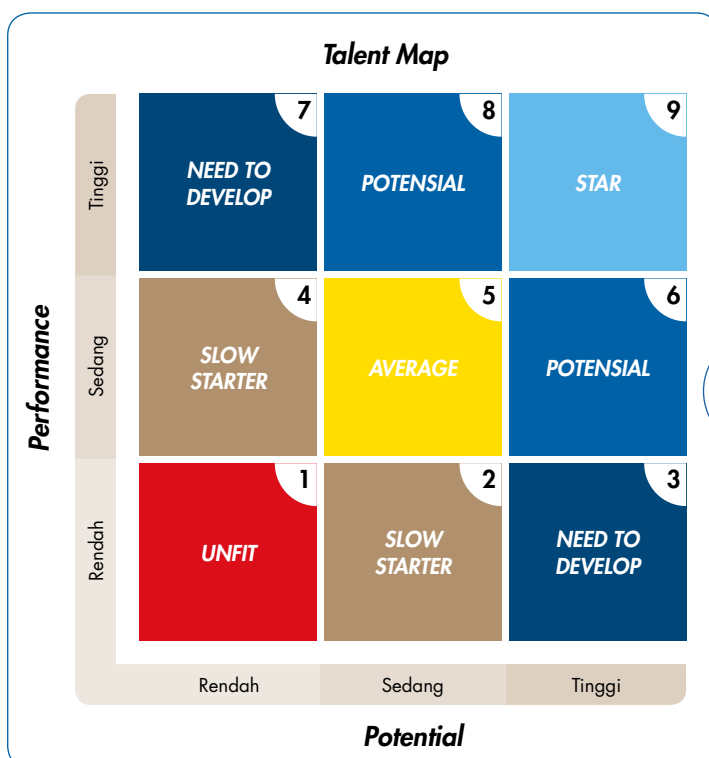 Talent Map
Performance
Tinggi
7
NEED TO
DEVELOP
8
POTENSIAL
9
STAR
Sedang
4
SLOW
STARTER
5
AVERAGE
6
POTENSIAL
Rendah
1
UNFIT
2
SLOW
STARTER
3
NEED TO
DEVELOP
Rendah
Sedang
Tinggi
Potential